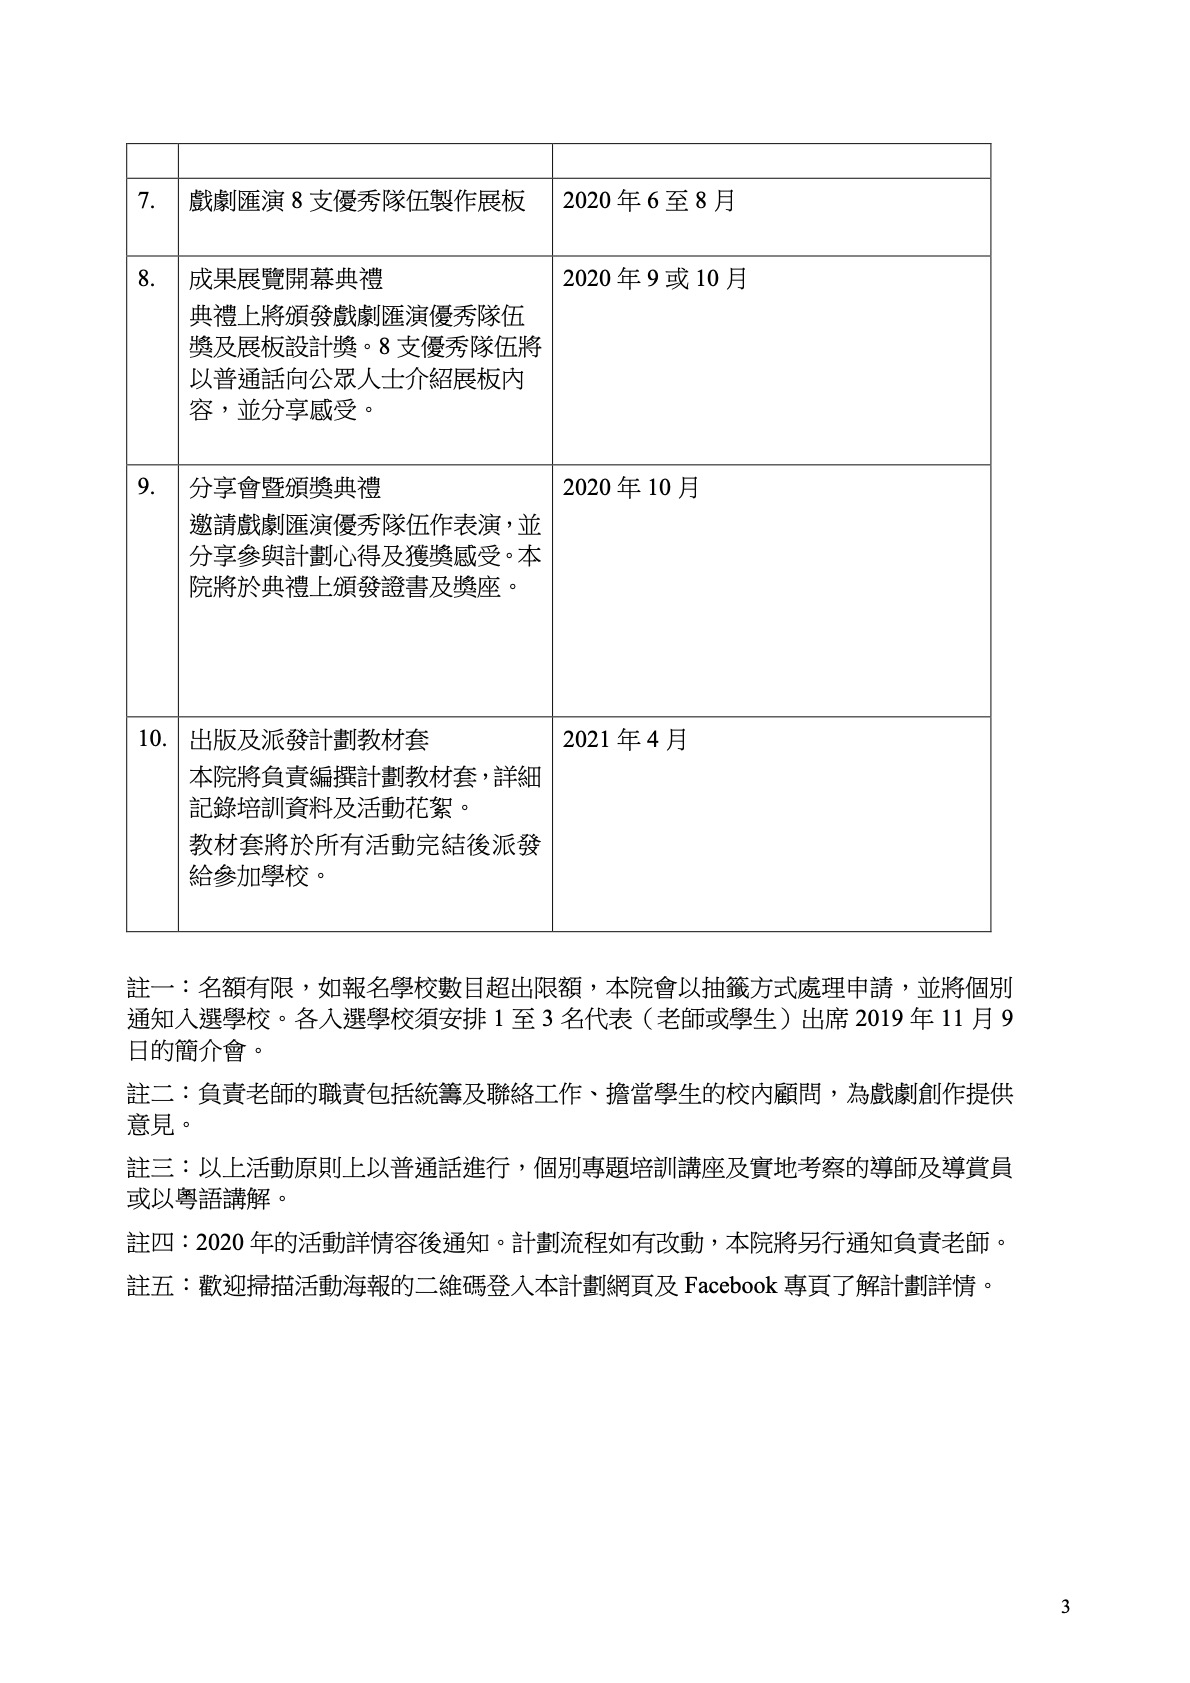 7. 戲劇匯演 8 支優秀隊伍製作展板 2020 年 6 至 8 月
8. 成果展覽開幕典禮 2020 年 9 或 10 月
典禮上將頒發戲劇匯演優秀隊伍
獎及展板設計獎。8 支優秀隊伍將
以普通話向公眾人士介紹展板內
容，並分享感受。
9. 分享會暨頒獎典禮 2020 年 10 月
邀請戲劇匯演優秀隊伍作表演，並
分享參與計劃心得及獲獎感受。本
院將於典禮上頒發證書及獎座。
10. 出版及派發計劃教材套 2021 年 4 月
本院將負責編撰計劃教材套，詳細
記錄培訓資料及活動花絮。
教材套將於所有活動完結後派發
給參加學校。
註一：名額有限，如報名學校數目超出限額，本院會以抽籤方式處理申請，並將個別
通知入選學校。各入選學校須安排 1 至 3 名代表（老師或學生）出席 2019 年 11 月 9
日的簡介會。
註二：負責老師的職責包括統籌及聯絡工作、擔當學生的校內顧問，為戲劇創作提供
意見。
註三：以上活動原則上以普通話進行，個別專題培訓講座及實地考察的導師及導賞員
或以粵語講解。
註四：2020 年的活動詳情容後通知。計劃流程如有改動，本院將另行通知負責老師。
註五：歡迎掃描活動海報的二維碼登入本計劃網頁及 Facebook 專頁了解計劃詳情。
3